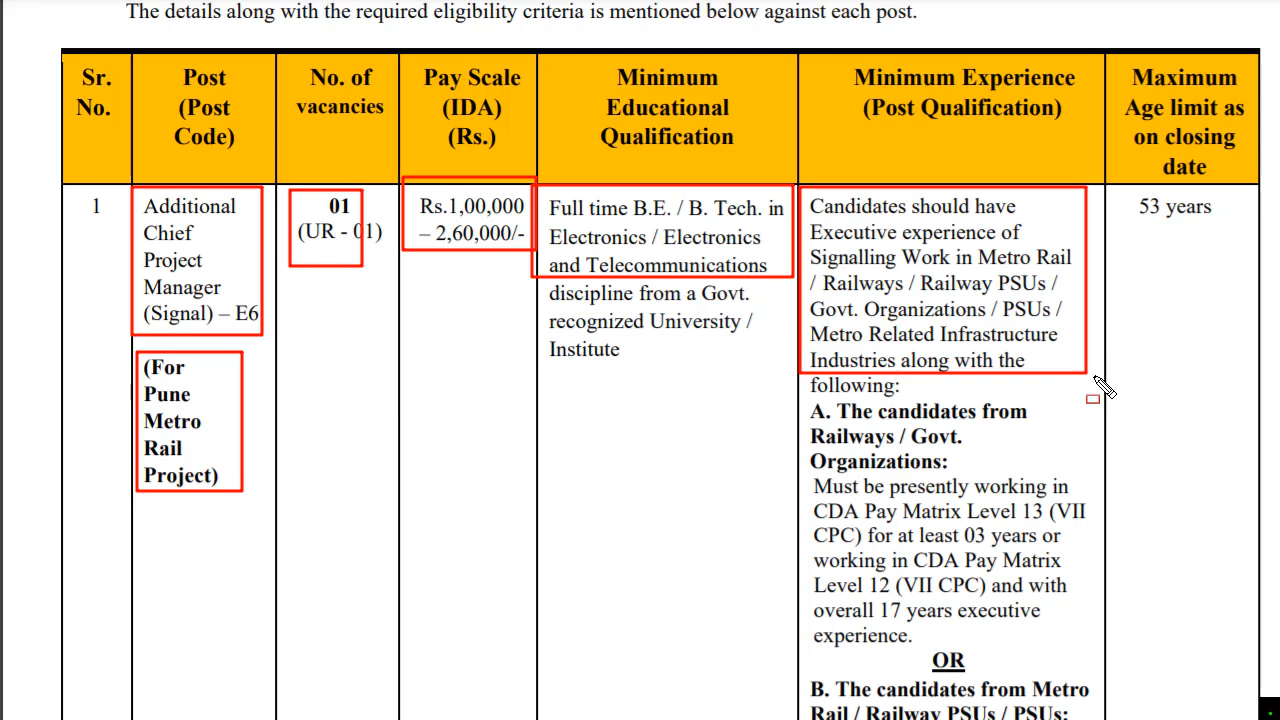 The details along with the required eligibility criteria is mentioned below against each post.
Sr.
No.
Post
(Post
Code)
No. of
vacancies
Pay Scale
(IDA)
(Rs.)
Minimum
Educational
Qualification
Minimum Experience
(Post Qualification)
Maximum
Age limit as
on closing
date
1
Additional
Chief
Project
Manager
(Signal) – E6
(For
Pune
Metro
Rail
Project)
01
(UR - 01)
Rs.1,00,000
– 2,60,000/-
Full time B.E. / B. Tech. in
Electronics / Electronics
and Telecommunications
discipline from a Govt.
recognized University /
Institute
Candidates should have
Executive experience of
Signalling Work in Metro Rail
/ Railways / Railway PSUs /
Govt. Organizations / PSUs /
Metro Related Infrastructure
Industries along with the
following:
A. The candidates from
Railways / Govt.
Organizations:
Must be presently working in
CDA Pay Matrix Level 13 (VII
CPC) for at least 03 years or
working in CDA Pay Matrix
Level 12 (VII CPC) and with
overall 17 years executive
experience.
OR
B. The candidates from Metro
Rail / Railway PSUs / PSUs:
53 years